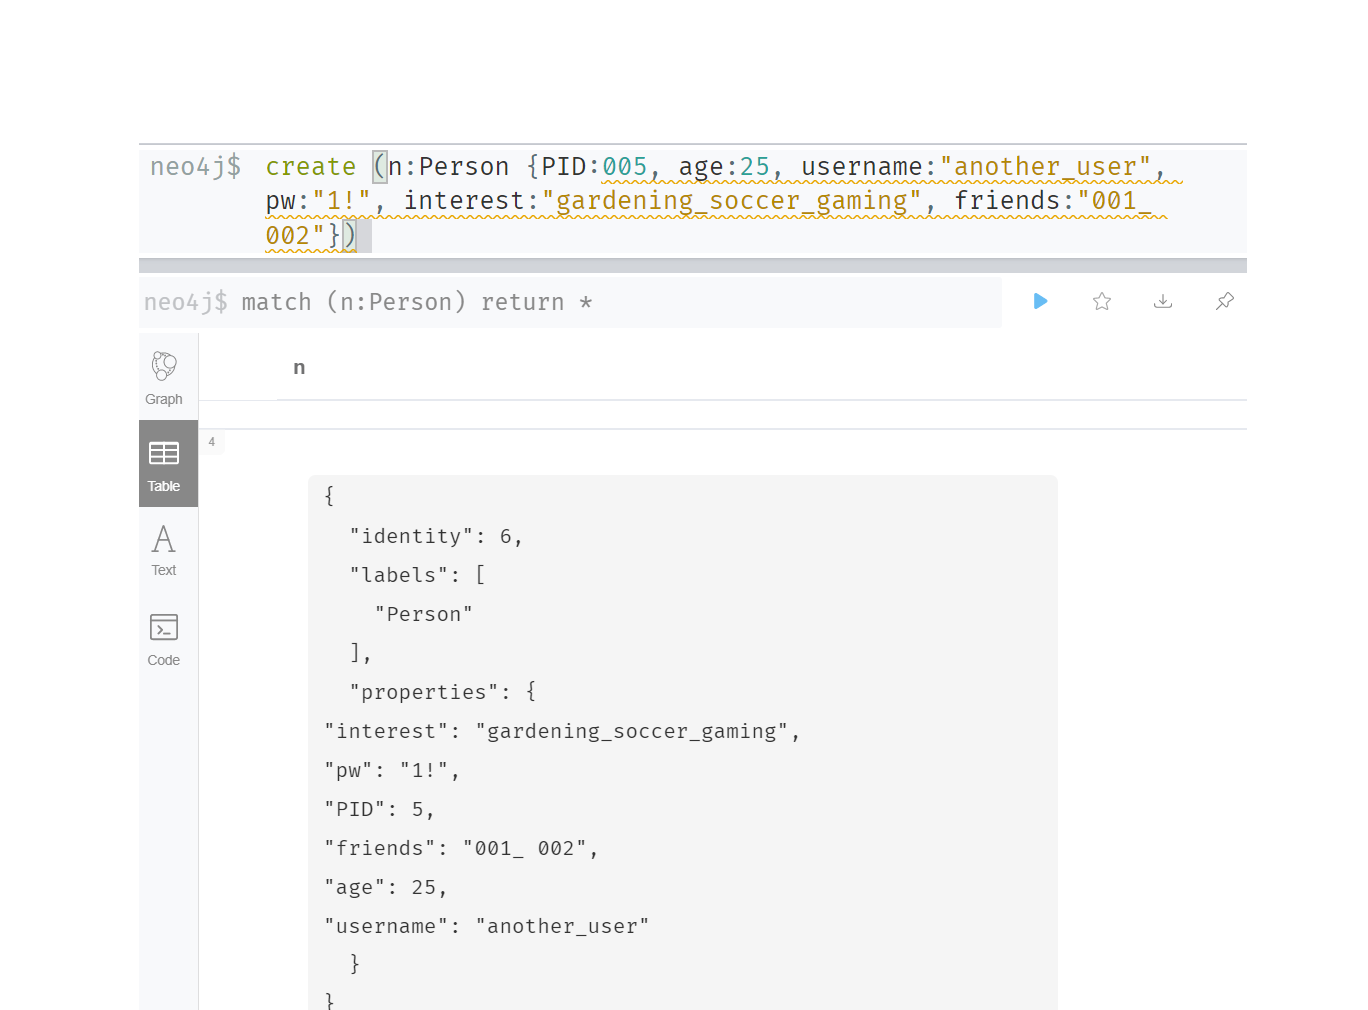 neo4j$ create (n:Person {PID:005, age:25, username:"another_user",
pw:"1!", interest:"gardening_soccer_gaming", friends:"001_
002"})
neo4j$ match (n:Person) return *
n
Graph
4
Table
Text
Code
{
"identity": 6,
"labels": [
"Person"
],
"properties": {
"interest": "gardening_soccer_gaming",
"pw": "1!",
"PID": 5,
"friends": "001_ 002",
"age": 25,
"username": "another_user"
}
}